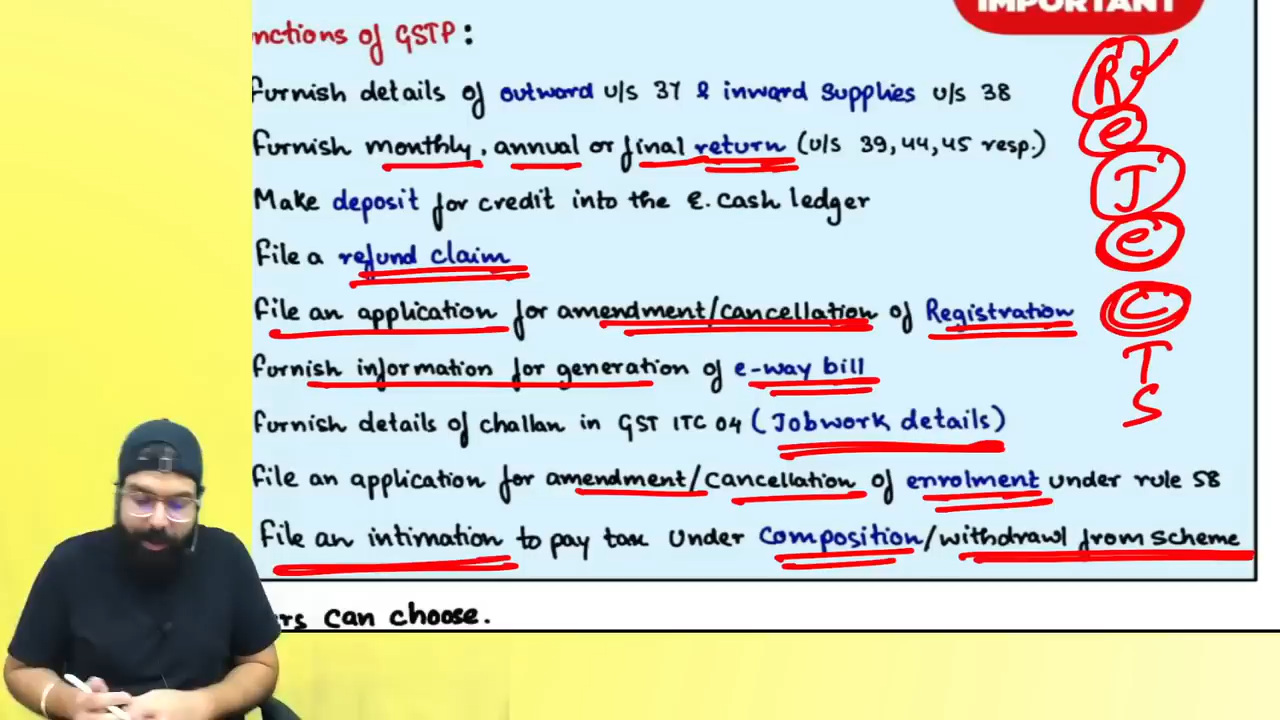 IMPORTANT
nctions of GSTP :
furnish details of outward u/s 37 & inward supplies u/s 38
furnish monthly, annual or final return (u/s 39, 44, 45 resp.)
Make deposit for credit into the E. cash ledger
file a refund claim
file an application for amendment/cancellation of Registration
furnish information for generation of e-way bill
furnish details of challan in GST ITC 04 (Jobwork details)
file an application for amendment/cancellation of enrolment under rule 58
file an intimation to pay tax under composition/withdrawl from scheme
ers can choose.
R
e
J
e
C
T
S